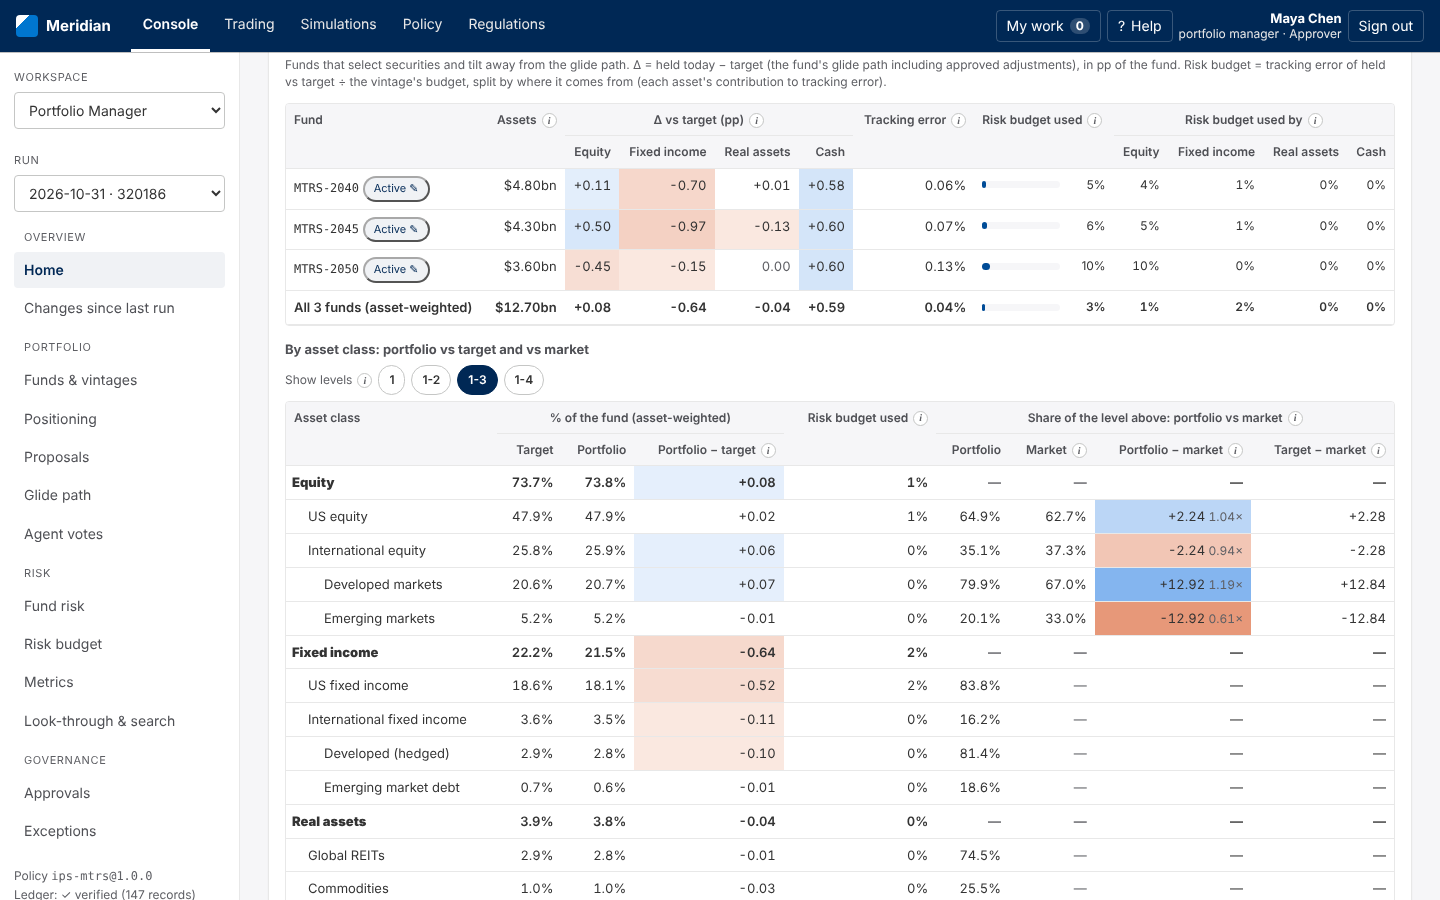 Meridian
Console
Trading
Simulations
Policy
Regulations
My work 0
? Help
Maya Chen
portfolio manager · Approver
Sign out
WORKSPACE
Portfolio Manager
RUN
2026-10-31 · 320186
OVERVIEW
Home
Changes since last run
PORTFOLIO
Funds & vintages
Positioning
Proposals
Glide path
Agent votes
RISK
Fund risk
Risk budget
Metrics
Look-through & search
GOVERNANCE
Approvals
Exceptions
Policy ips-mtrs@1.0.0
Ledger: ✓ verified (147 records)
Funds that select securities and tilt away from the glide path. Δ = held today − target (the fund's glide path including approved adjustments), in pp of the fund. Risk budget = tracking error of held
vs target ÷ the vintage's budget, split by where it comes from (each asset's contribution to tracking error).
Fund Assets i Δ vs target (pp) i Tracking error i Risk budget used i Risk budget used by i
Equity Fixed income Real assets Cash Equity Fixed income Real assets Cash
MTRS-2040 Active ✎ $4.80bn +0.11 -0.70 +0.01 +0.58 0.06% 5% 4% 1% 0% 0%
MTRS-2045 Active ✎ $4.30bn +0.50 -0.97 -0.13 +0.60 0.07% 6% 5% 1% 0% 0%
MTRS-2050 Active ✎ $3.60bn -0.45 -0.15 0.00 +0.60 0.13% 10% 10% 0% 0% 0%
All 3 funds (asset-weighted) $12.70bn +0.08 -0.64 -0.04 +0.59 0.04% 3% 1% 2% 0% 0%
By asset class: portfolio vs target and vs market
Show levels i 1 1-2 1-3 1-4
Asset class % of the fund (asset-weighted) Risk budget used i Share of the level above: portfolio vs market i
Target Portfolio Portfolio − target i Portfolio Market i Portfolio − market i Target − market i
Equity 73.7% 73.8% +0.08 1% — — — —
US equity 47.9% 47.9% +0.02 1% 64.9% 62.7% +2.24 1.04× +2.28
International equity 25.8% 25.9% +0.06 0% 35.1% 37.3% -2.24 0.94× -2.28
Developed markets 20.6% 20.7% +0.07 0% 79.9% 67.0% +12.92 1.19× +12.84
Emerging markets 5.2% 5.2% -0.01 0% 20.1% 33.0% -12.92 0.61× -12.84
Fixed income 22.2% 21.5% -0.64 2% — — — —
US fixed income 18.6% 18.1% -0.52 2% 83.8% — — —
International fixed income 3.6% 3.5% -0.11 0% 16.2% — — —
Developed (hedged) 2.9% 2.8% -0.10 0% 81.4% — — —
Emerging market debt 0.7% 0.6% -0.01 0% 18.6% — — —
Real assets 3.9% 3.8% -0.04 0% — — — —
Global REITs 2.9% 2.8% -0.01 0% 74.5% — — —
Commodities 1.0% 1.0% -0.03 0% 25.5% — — —